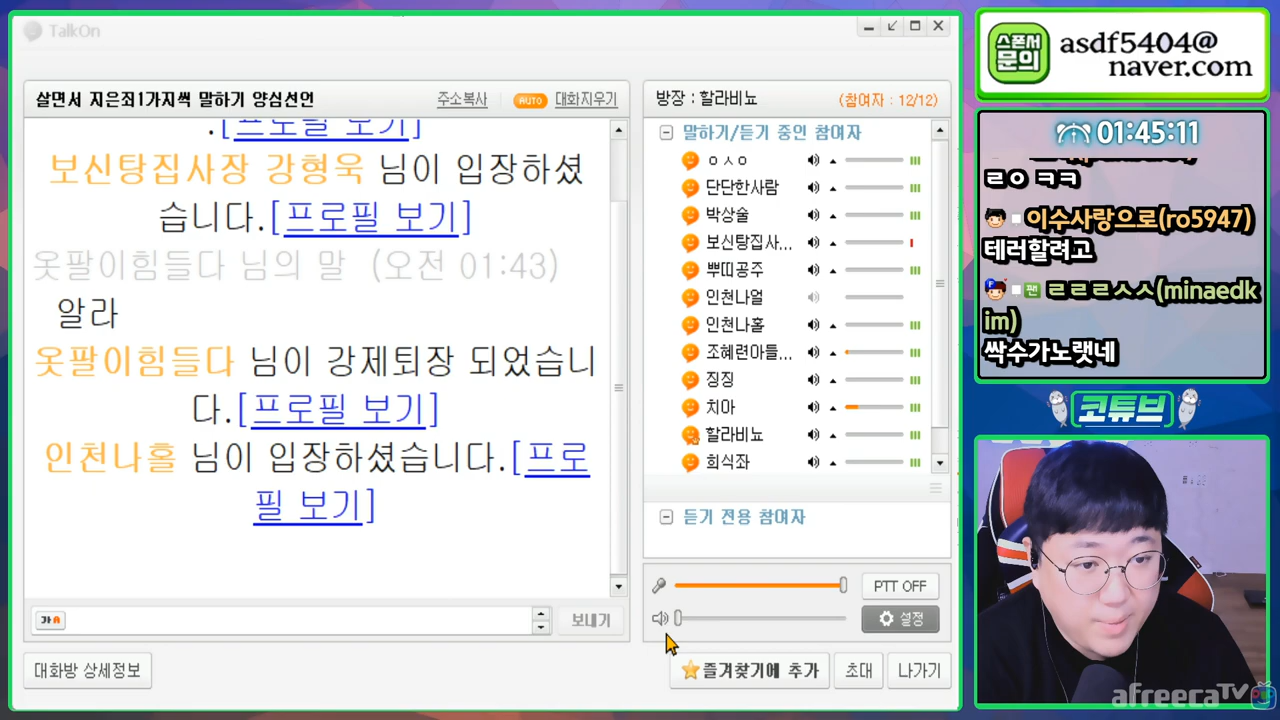 TalkOn
살면서 지은죄1가지씩 말하기 양심선언
주소복사
AUTO
대화지우기
.[프로필 보기]
보신탕집사장 강형욱 님이 입장하셨
습니다.[프로필 보기]
옷팔이힘들다 님의 말 (오전 01:43)
알라
옷팔이힘들다 님이 강제퇴장 되었습니
다.[프로필 보기]
인천나홀 님이 입장하셨습니다.[프로
필 보기]
가
보내기
대화방 상세정보
방장 : 할라비뇨
(참여자 : 12/12)
말하기/듣기 중인 참여자
ㅇㅅㅇ
단단한사람
박상술
보신탕집사...
뿌띠공주
인천나얼
인천나홀
조혜련아들...
징징
치아
할라비뇨
희식좌
듣기 전용 참여자
PTT OFF
설정
즐겨찾기에 추가
초대
나가기
스폰서
문의
asdf5404@
naver.com
01:45:11
ㄹㅇ ㅋㅋ
이수사랑으로(ro5947)
테러할려고
팬 ㄹㄹㄹㅅㅅ(minaedk
im)
싹수가노랫네
코튜브
afreecaTV